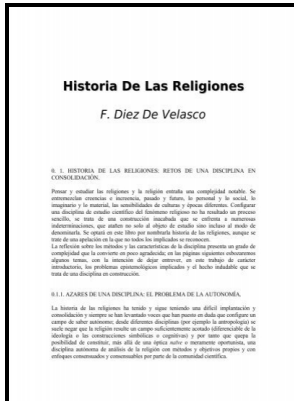 Historia De Las Religiones
F. Diez De Velasco
0. 1. HISTORIA DE LAS RELIGIONES: RETOS DE UNA DISCIPLINA EN
CONSOLIDACIÓN.
Pensar y estudiar las religiones y la religión entraña una complejidad notable. Se
entremezclan creencias e increencia, pasado y futuro, lo personal y lo social, lo
imaginario y lo material, las sensibilidades de culturas y épocas diferentes. Configurar
una disciplina de estudio científico del fenómeno religioso no ha resultado un proceso
sencillo, se trata de una construcción inacabada que se enfrenta a numerosas
indeterminaciones, que atañen no solo al objeto de estudio sino incluso al modo de
denominarla. Se optará en este libro por nombrarla historia de las religiones, aunque se
trate de una apelación en la que no todos los implicados se reconocen.
La reflexión sobre los métodos y las características de la disciplina presenta un grado de
complejidad que la convierte en poco agradecida; en las páginas siguientes esbozaremos
algunos temas, con la intención de dejar entrever, en este trabajo de carácter
introductorio, los problemas epistemológicos implicados y el hecho indudable que se
trata de una disciplina en construcción.
0.1.1. AZARES DE UNA DISCIPLINA: EL PROBLEMA DE LA AUTONOMÍA.
La historia de las religiones ha tenido y sigue teniendo una difícil implantación y
consolidación y siempre se han levantado voces que han puesto en duda que configure un
campo de saber autónomo; desde diferentes disciplinas (por ejemplo la antropología) se
suele negar que la religión resulte un campo suficientemente acotado (diferenciable de la
ideología o las construcciones simbólicas o cognitivas) y por tanto que quepa la
posibilidad de constituir, más allá de una óptica naïve o meramente oportunista, una
disciplina autónoma de análisis de la religión con métodos y objetivos propios y con
enfoques consensuados y consensuables por parte de la comunidad científica.